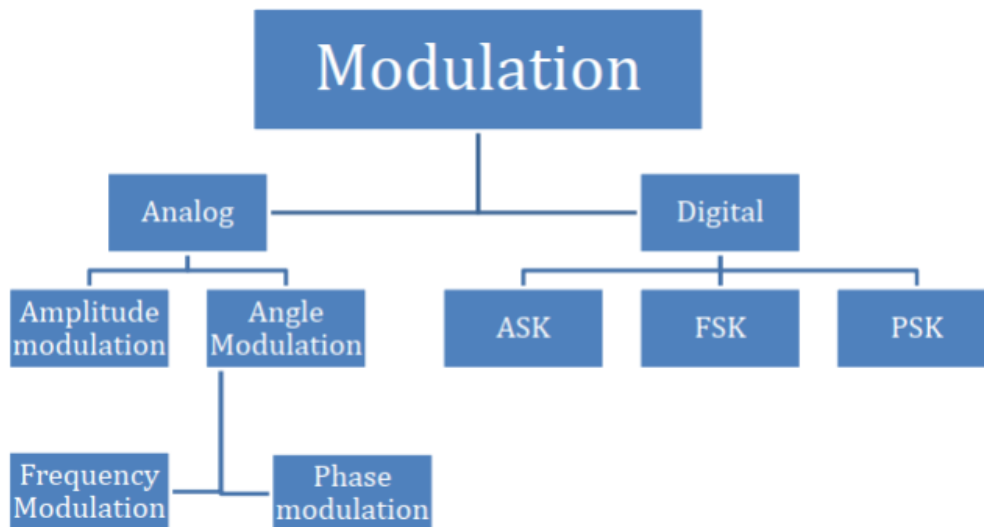 Modulation
Analog
Digital
Amplitude
modulation
Angle
Modulation
ASK
FSK
PSK
Frequency
Modulation
Phase
modulation